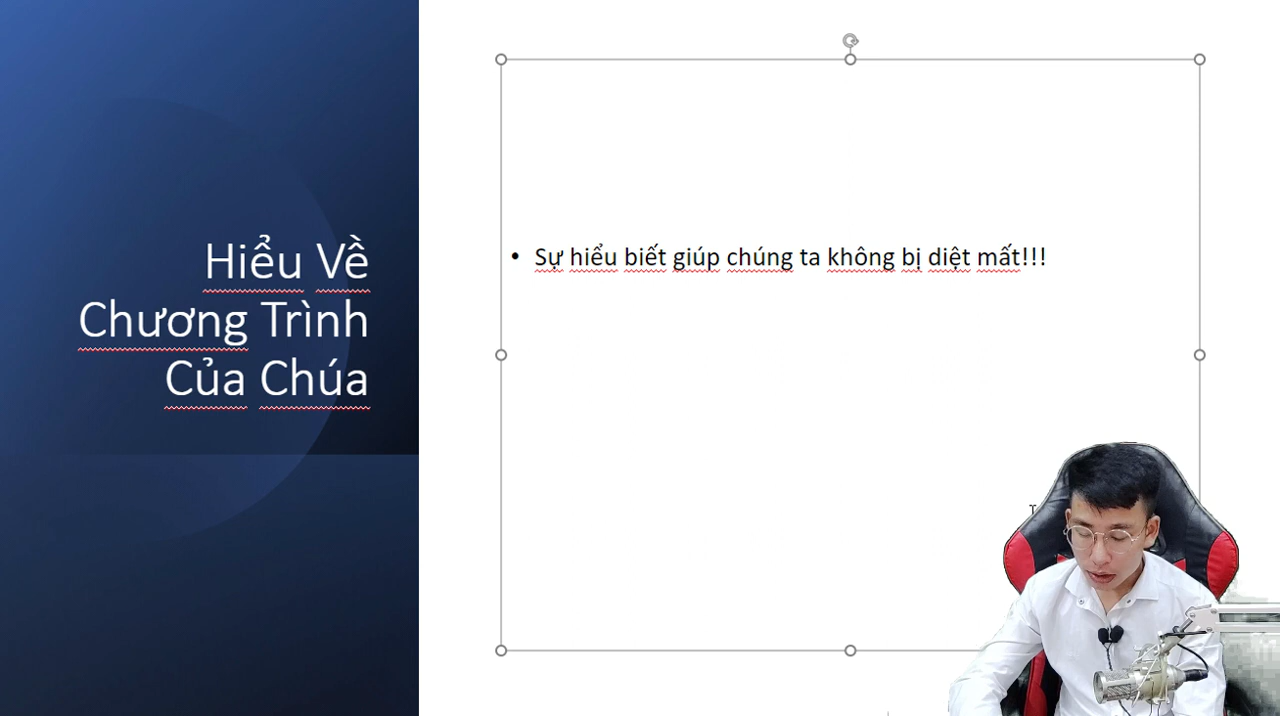 Hiểu Về
Chương Trình
Của Chúa
• Sự hiểu biết giúp chúng ta không bị diệt mất!!!